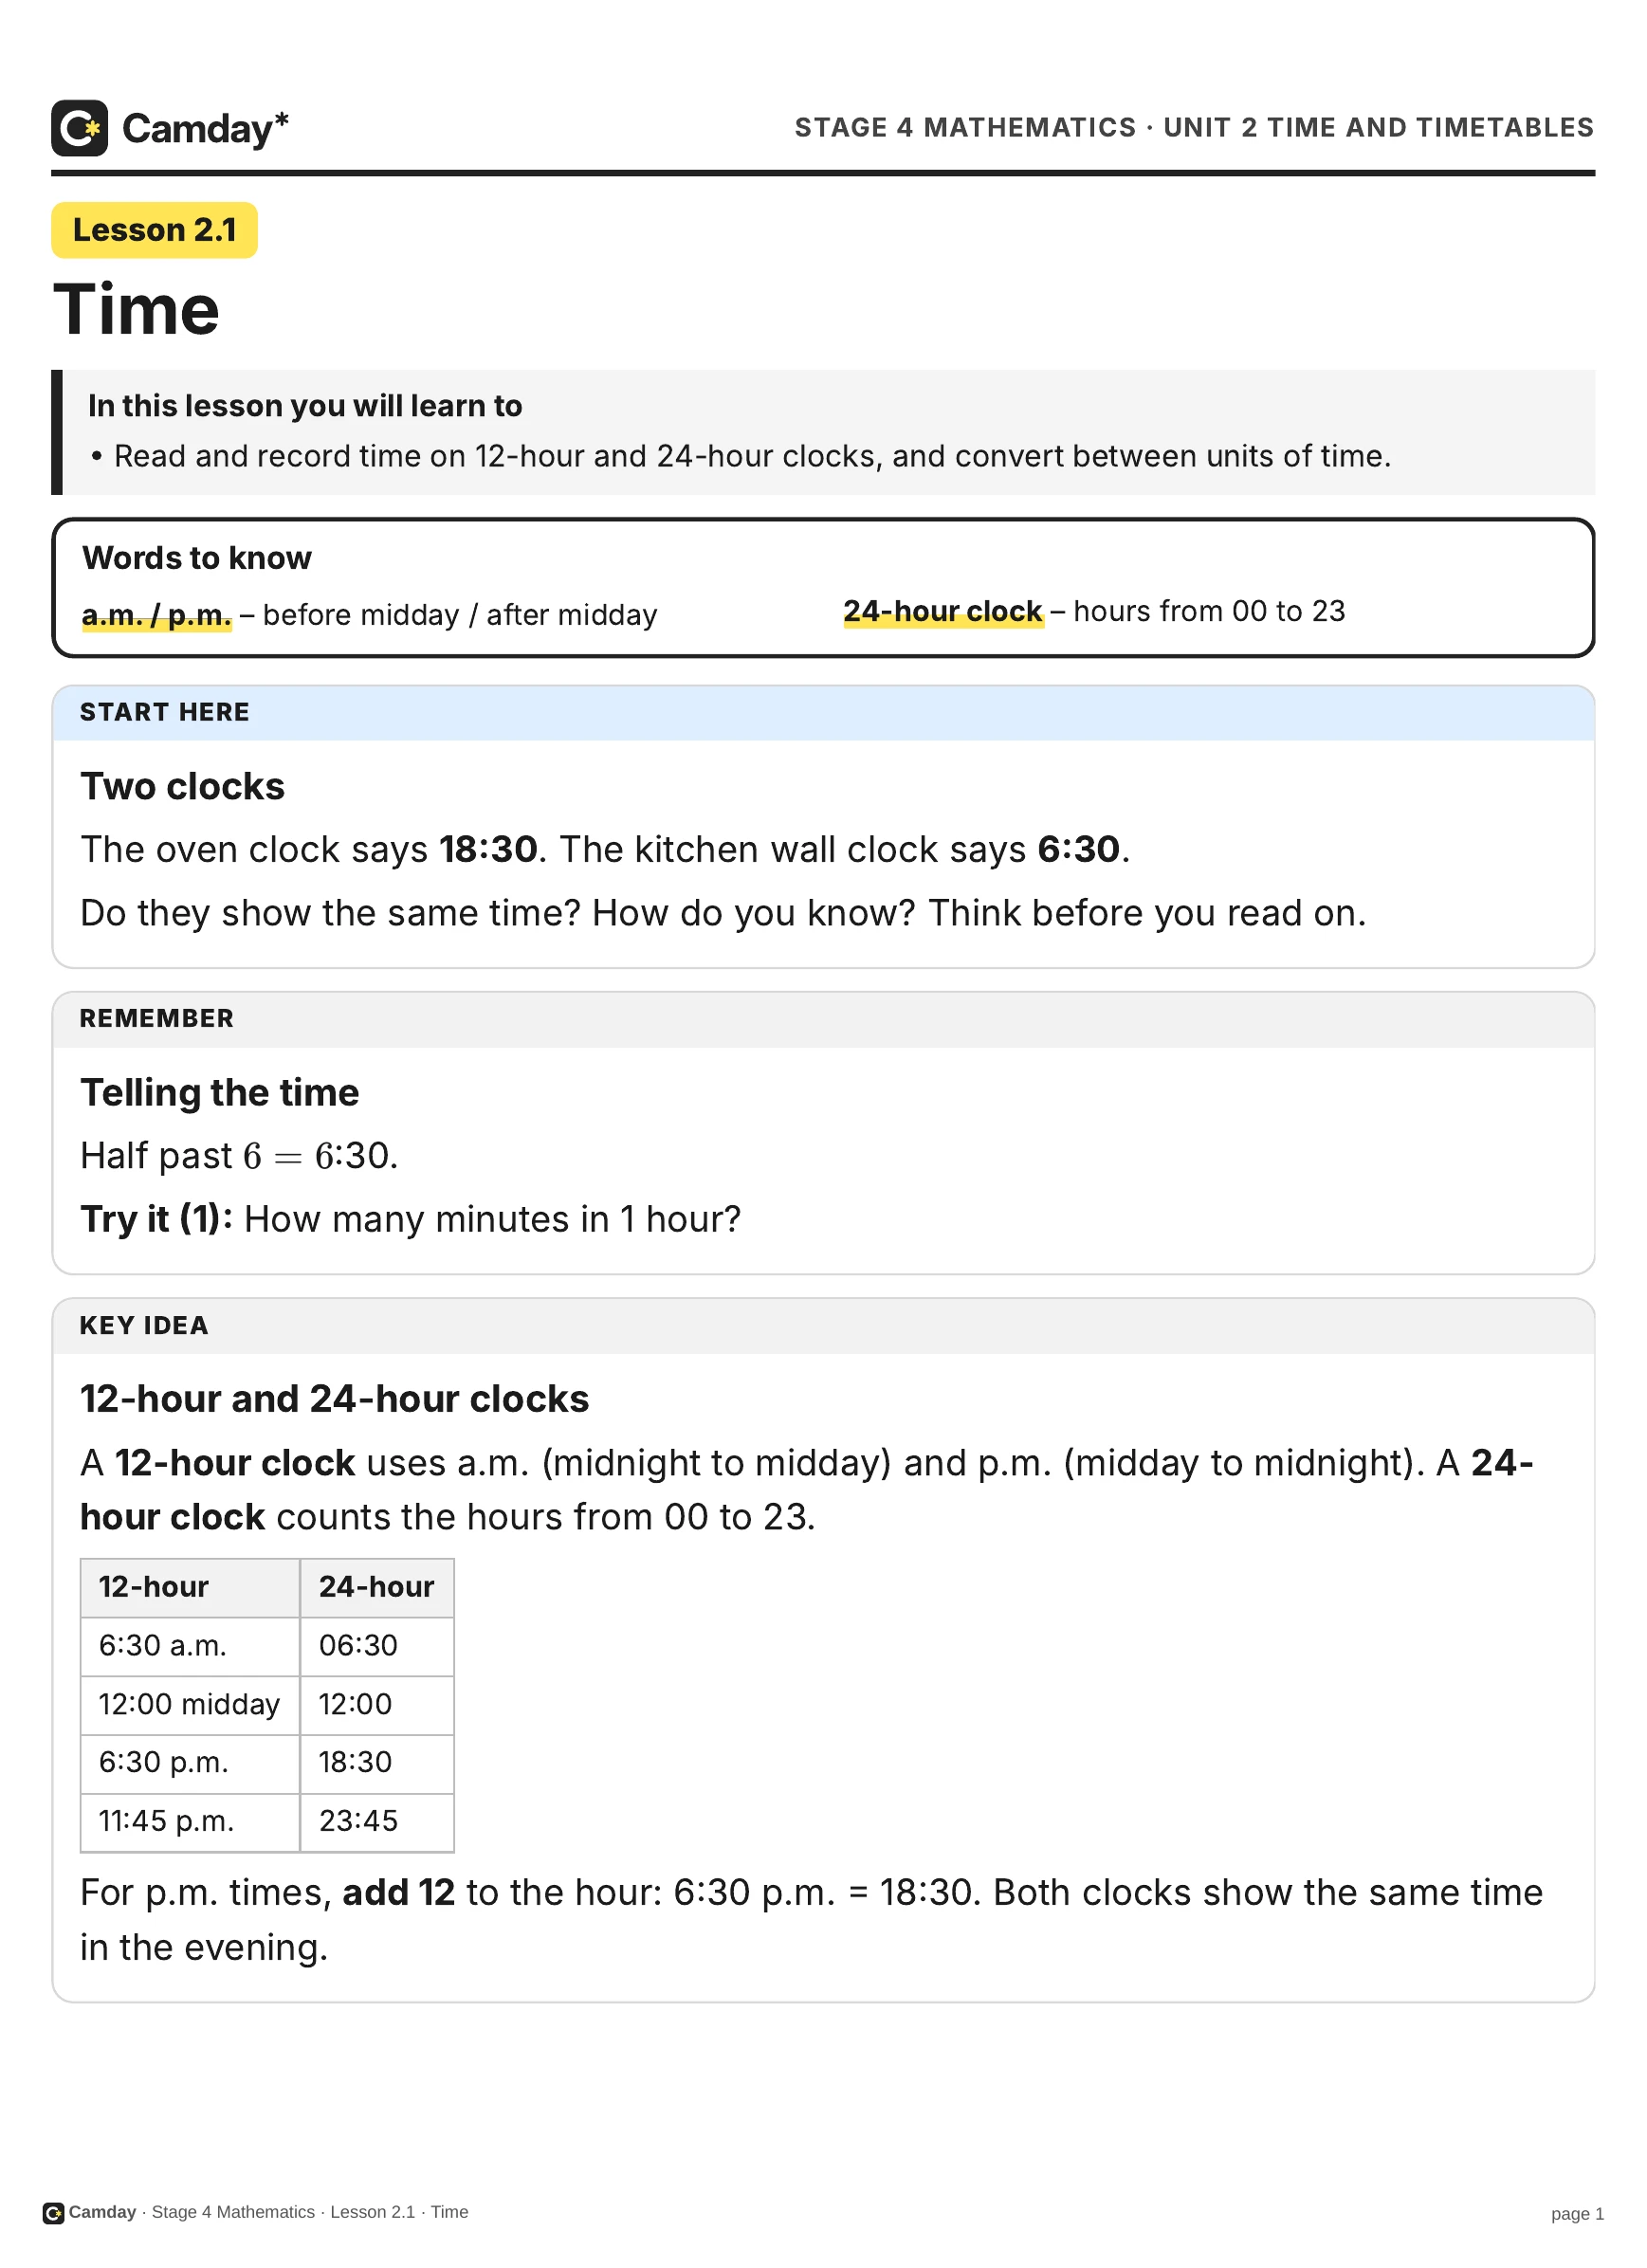 Camday*
STAGE 4 MATHEMATICS · UNIT 2 TIME AND TIMETABLES
Lesson 2.1
Time
In this lesson you will learn to
• Read and record time on 12-hour and 24-hour clocks, and convert between units of time.
Words to know
a.m. / p.m. – before midday / after midday
24-hour clock – hours from 00 to 23
START HERE
Two clocks
The oven clock says 18:30. The kitchen wall clock says 6:30.
Do they show the same time? How do you know? Think before you read on.
REMEMBER
Telling the time
Half past 6 = 6:30.
Try it (1): How many minutes in 1 hour?
KEY IDEA
12-hour and 24-hour clocks
A 12-hour clock uses a.m. (midnight to midday) and p.m. (midday to midnight). A 24-
hour clock counts the hours from 00 to 23.
12-hour 24-hour
6:30 a.m. 06:30
12:00 midday 12:00
6:30 p.m. 18:30
11:45 p.m. 23:45
For p.m. times, add 12 to the hour: 6:30 p.m. = 18:30. Both clocks show the same time
in the evening.
Camday · Stage 4 Mathematics · Lesson 2.1 · Time
page 1